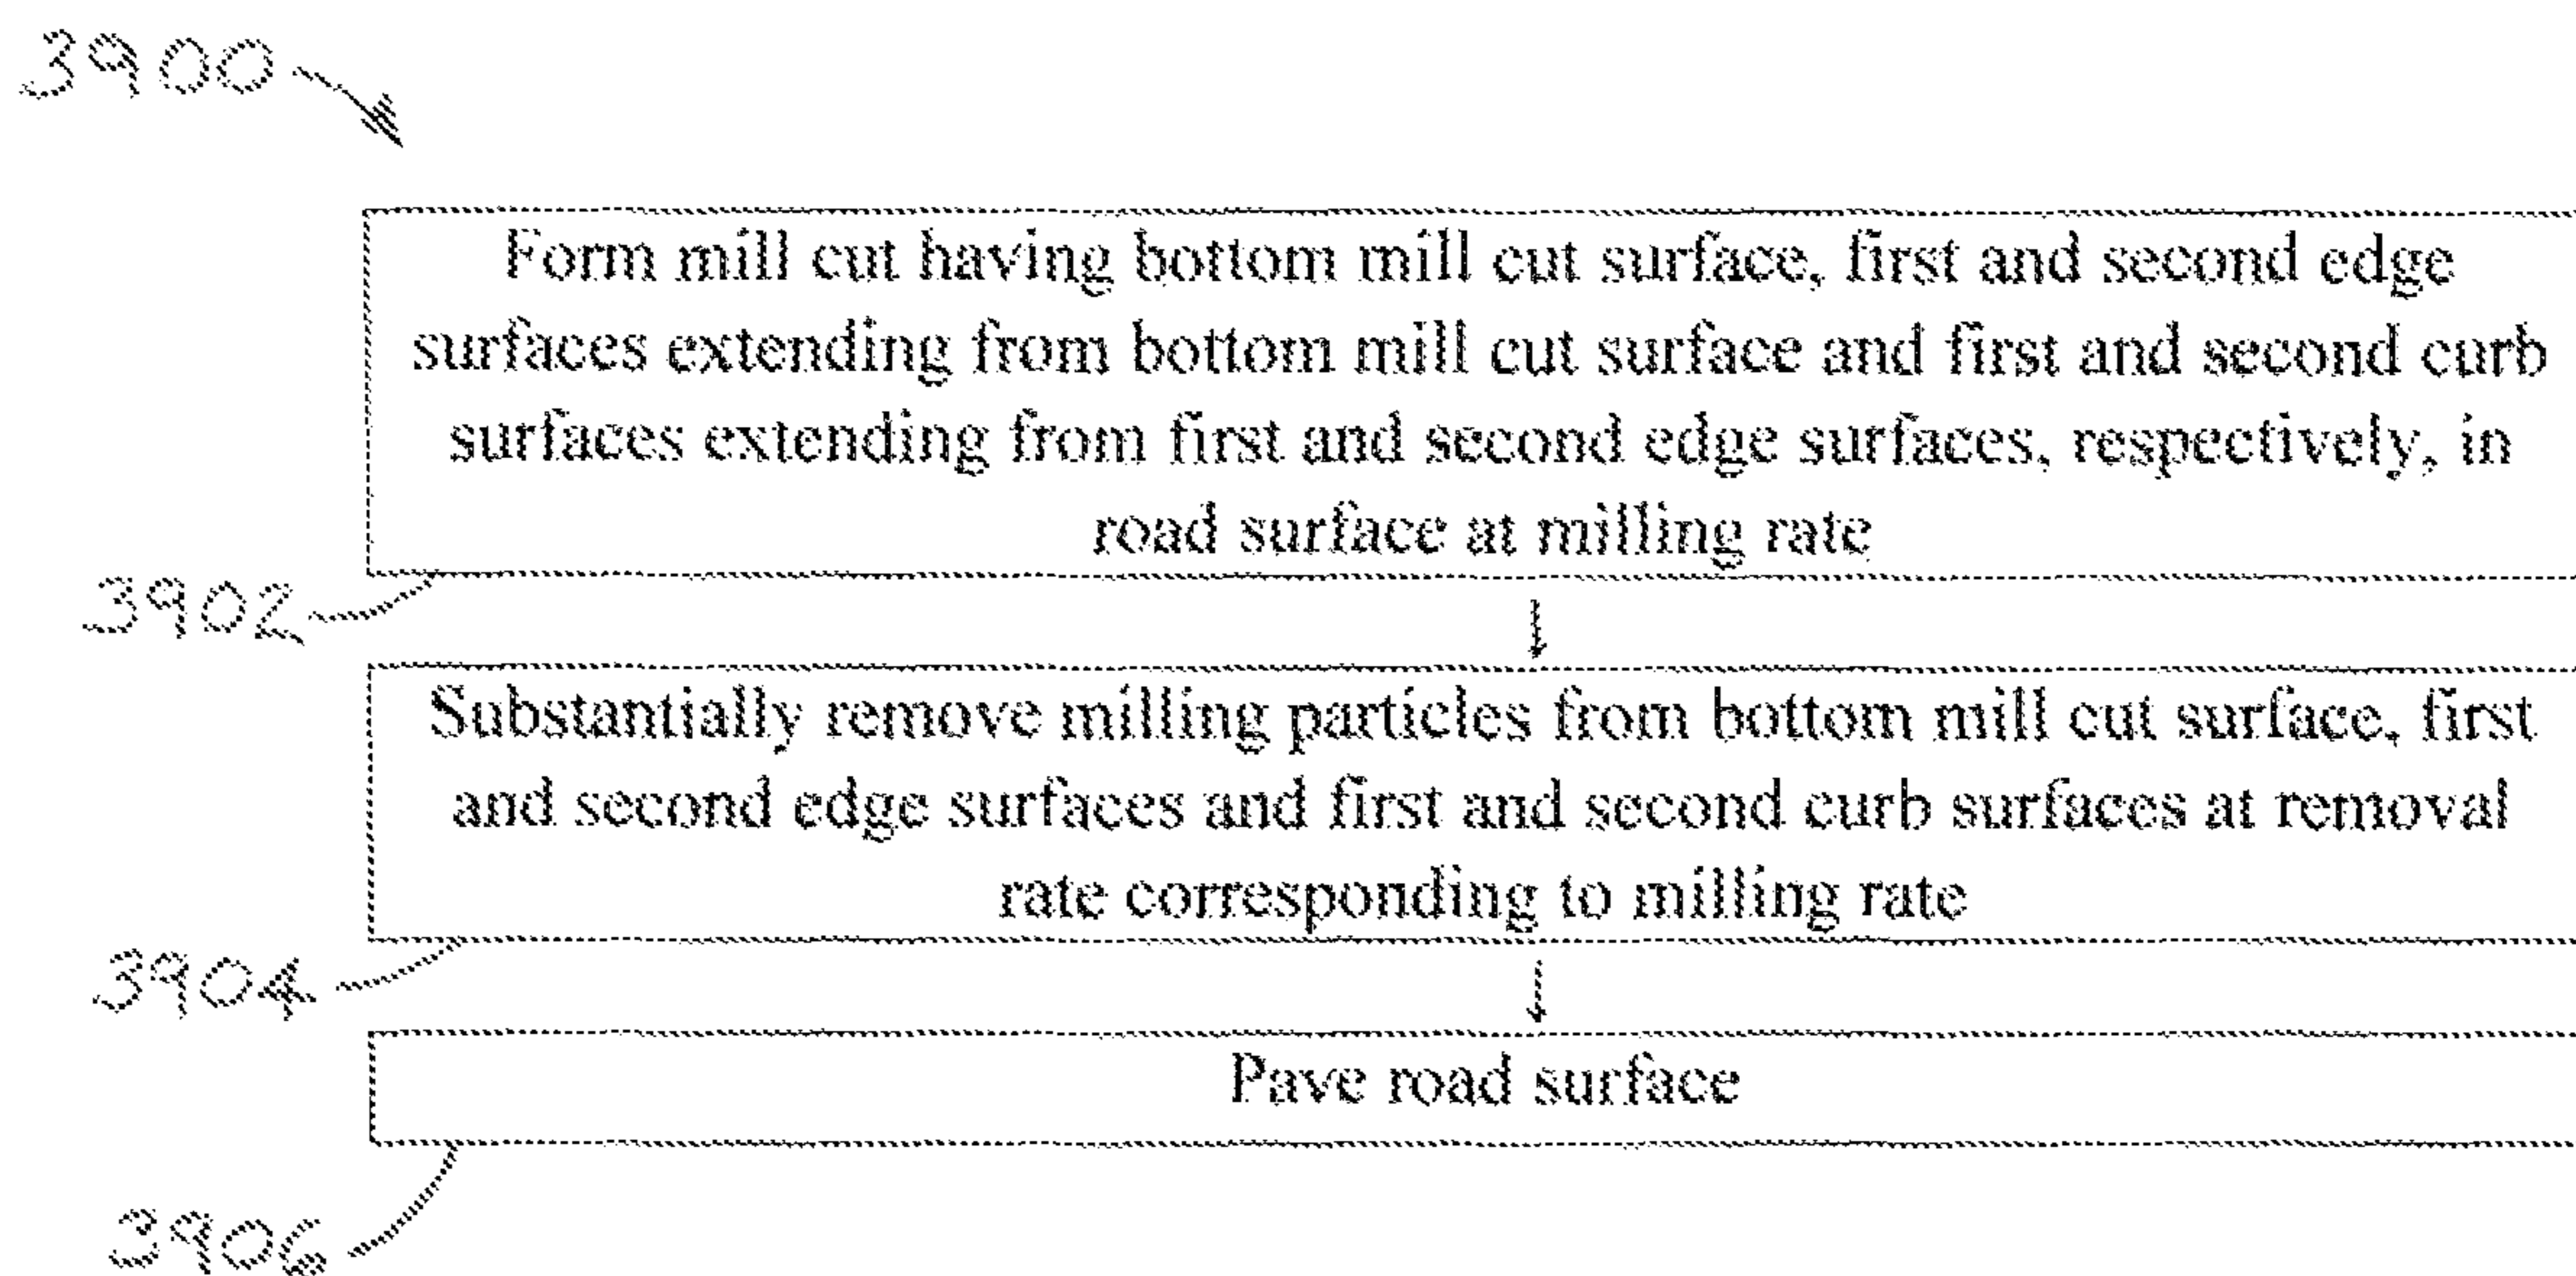 3900
Form mill cut having bottom mill cut surface, first and second edge
surfaces extending from bottom mill cut surface and first and second curb
surfaces extending from first and second edge surfaces, respectively, in
road surface at milling rate
3902
Substantially remove milling particles from bottom mill cut surface, first
and second edge surfaces and first and second curb surfaces at removal
rate corresponding to milling rate
3904
Pave road surface
3906